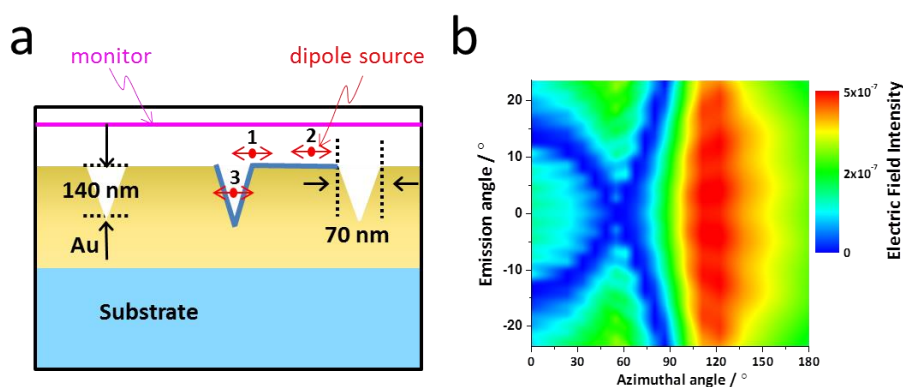 a
monitor
dipole source
1
2
3
140 nm
70 nm
Au
Substrate
b
Emission angle / °
20
10
0
-10
-20
0
30
60
90
120
150
180
Azimuthal angle / °
5x10⁻⁷
2x10⁻⁷
0
Electric Field Intensity